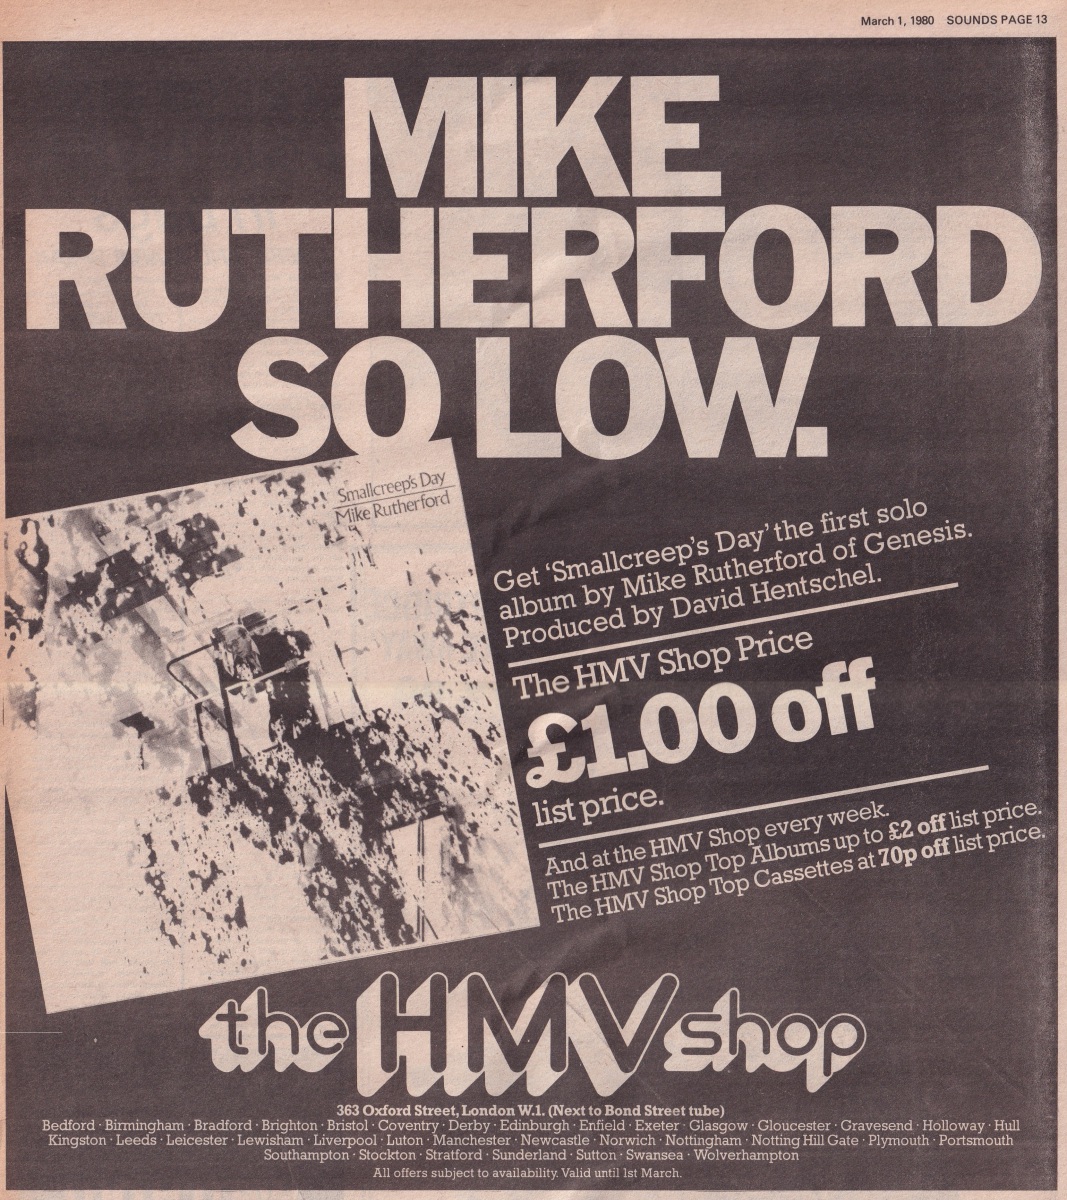 March 1, 1980 SOUNDS PAGE 13
MIKE
RUTHERFORD
SO LOW.
Smallcreep's Day
Mike Rutherford
Get ‘Smallcreep’s Day’ the first solo
album by Mike Rutherford of Genesis.
Produced by David Hentschel.
The HMV Shop Price
£1.00 off
list price.
And at the HMV Shop every week.
The HMV Shop Top Albums up to £2 off list price.
The HMV Shop Top Cassettes at 70p off list price.
the HMV shop
363 Oxford Street, London W.1. (Next to Bond Street tube)
Bedford · Birmingham · Bradford · Brighton · Bristol · Coventry · Derby · Edinburgh · Enfield · Exeter · Glasgow · Gloucester · Gravesend · Holloway · Hull
Kingston · Leeds · Leicester · Lewisham · Liverpool · Luton · Manchester · Newcastle · Norwich · Nottingham · Notting Hill Gate · Plymouth · Portsmouth
Southampton · Stockton · Stratford · Sunderland · Sutton · Swansea · Wolverhampton
All offers subject to availability. Valid until 1st March.